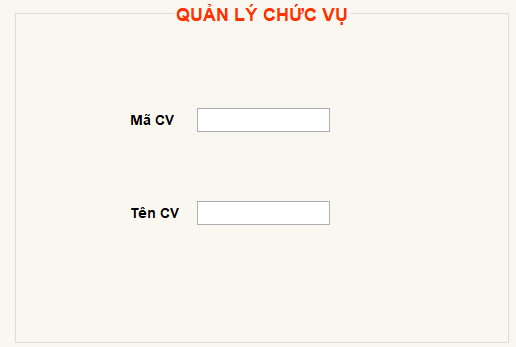 QUẢN LÝ CHỨC VỤ
Mã CV
Tên CV